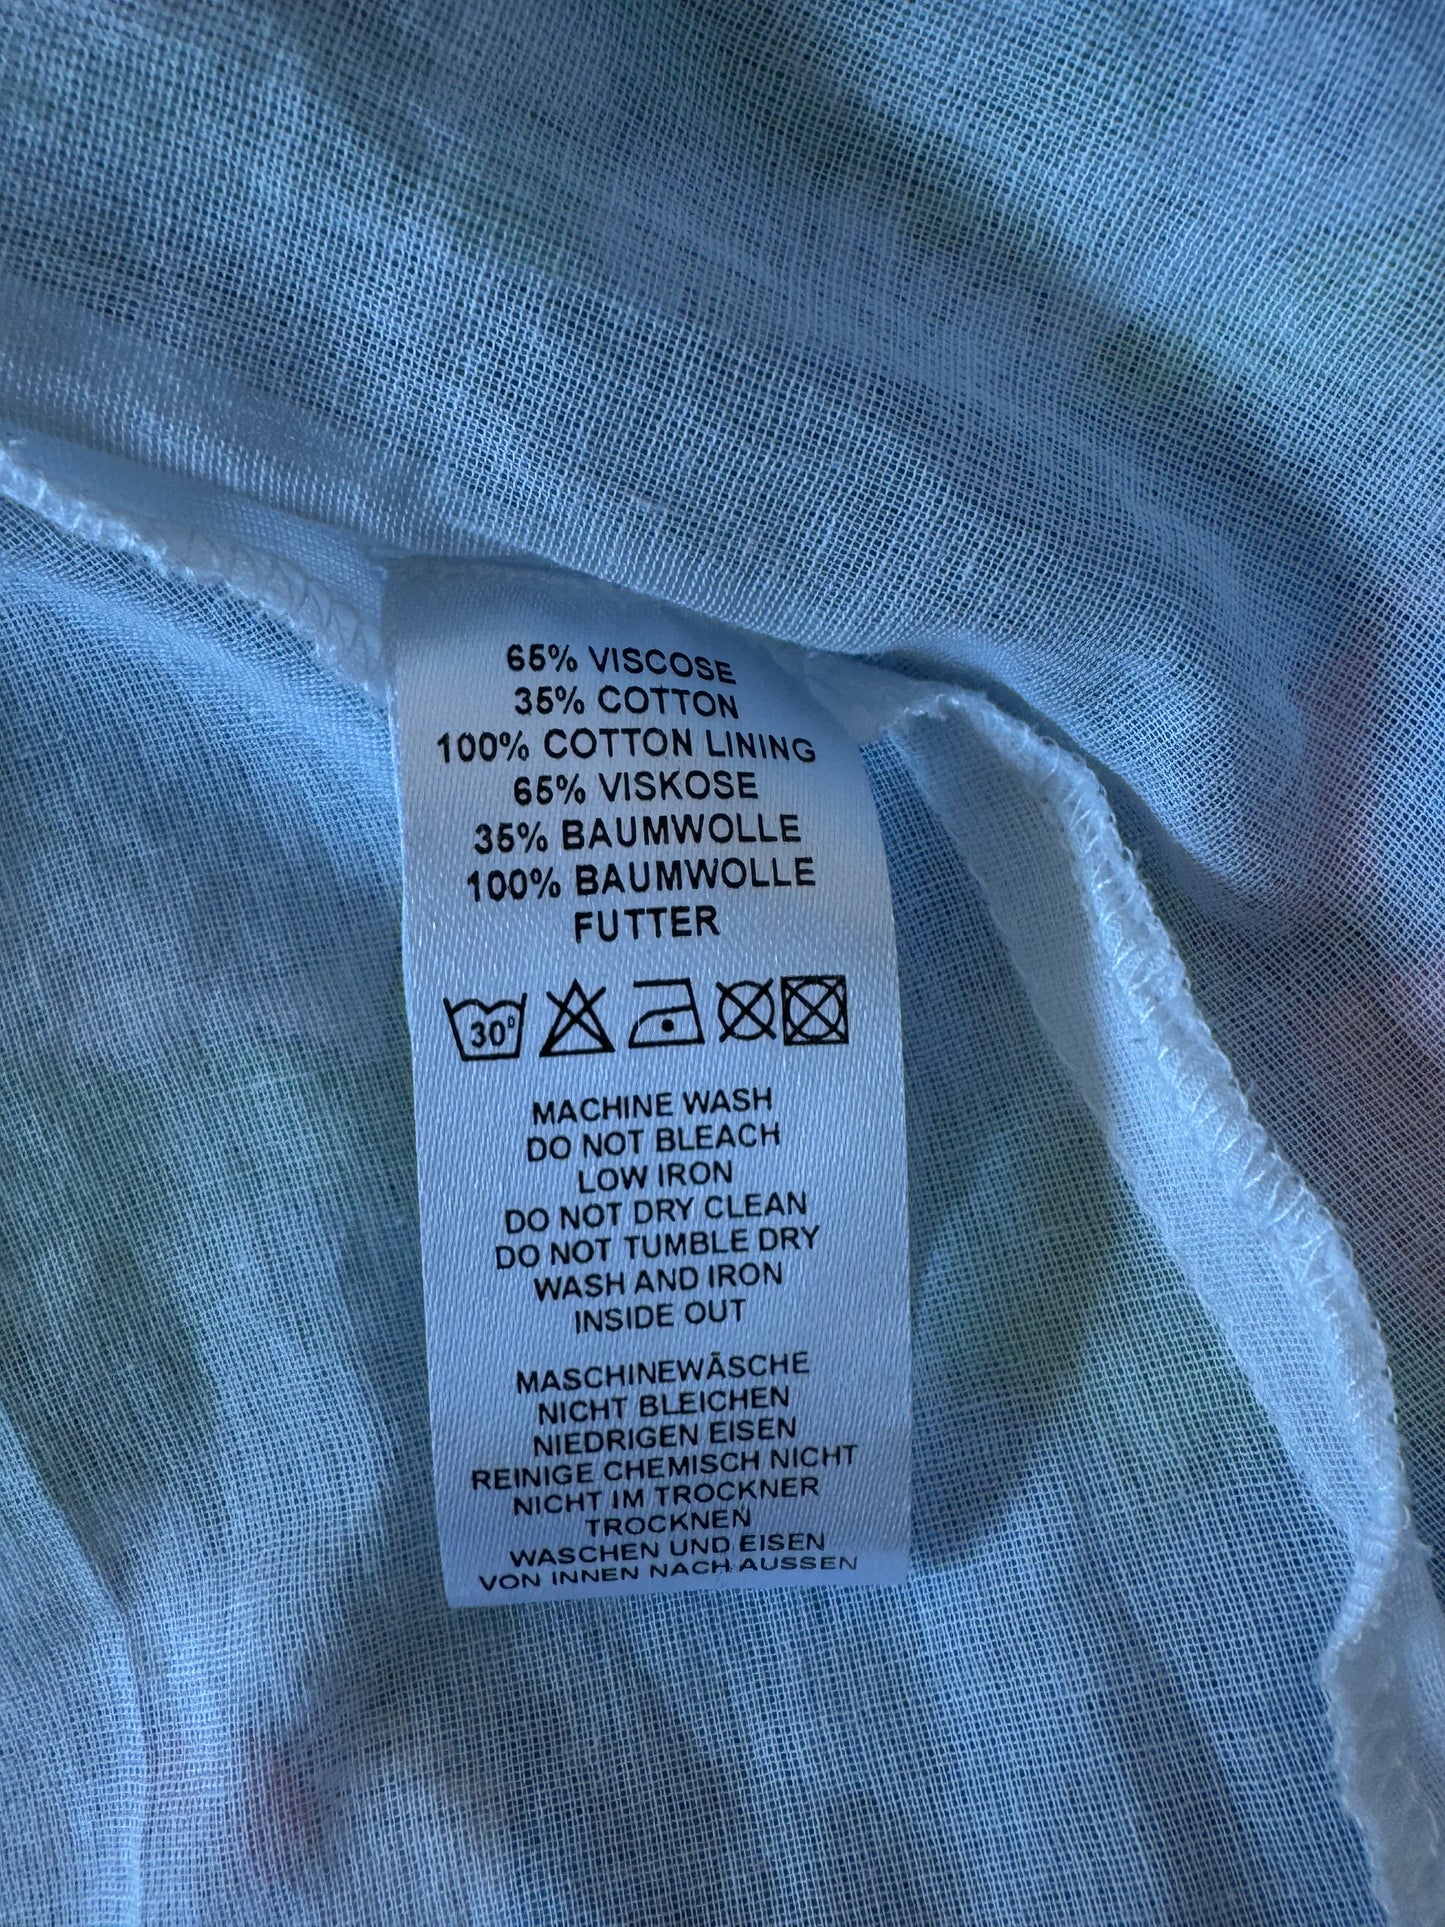 65% VISCOSE
35% COTTON
100% COTTON LINING
65% VISKOSE
35% BAUMWOLLE
100% BAUMWOLLE
FUTTER
30°
MACHINE WASH
DO NOT BLEACH
LOW IRON
DO NOT DRY CLEAN
DO NOT TUMBLE DRY
WASH AND IRON
INSIDE OUT
MASCHINEWÄSCHE
NICHT BLEICHEN
NIEDRIGEN EISEN
REINIGE CHEMISCH NICHT
NICHT IM TROCKNER
TROCKNEN
WASCHEN UND EISEN
VON INNEN NACH AUSSEN